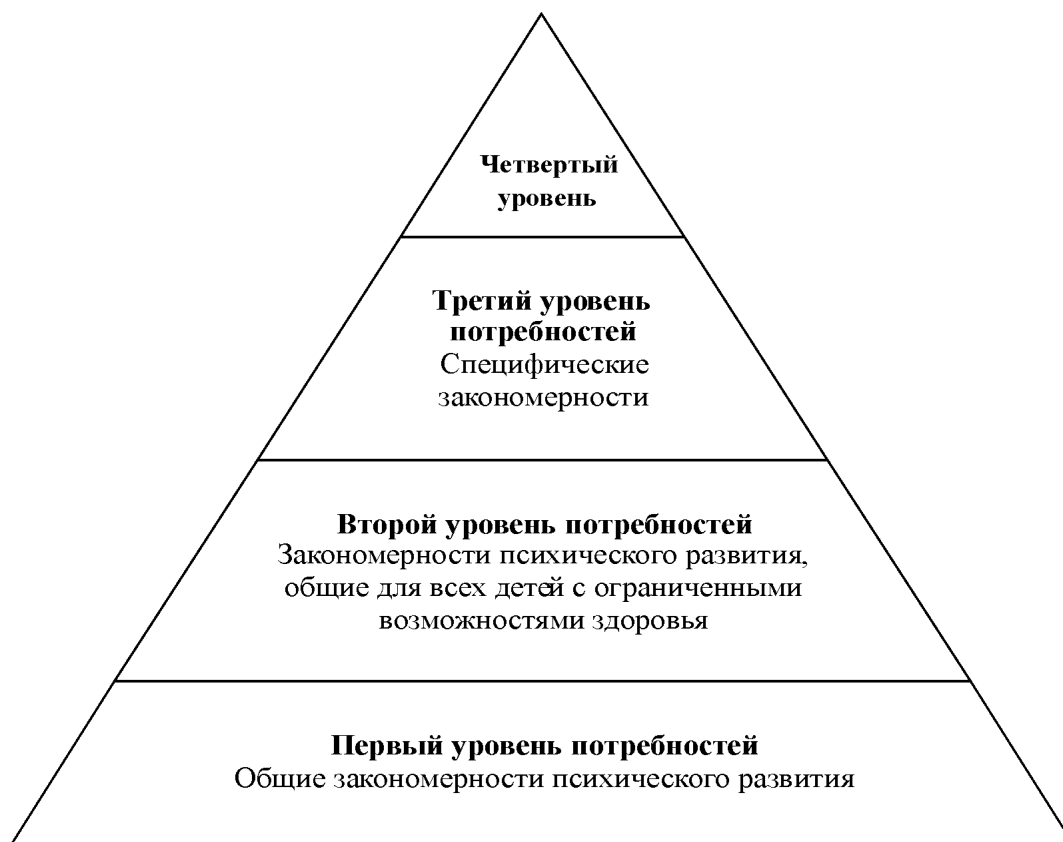 Четвертый
уровень
Третий уровень
потребностей
Специфические
закономерности
Второй уровень потребностей
Закономерности психического развития,
общие для всех детей с ограниченными
возможностями здоровья
Первый уровень потребностей
Общие закономерности психического развития